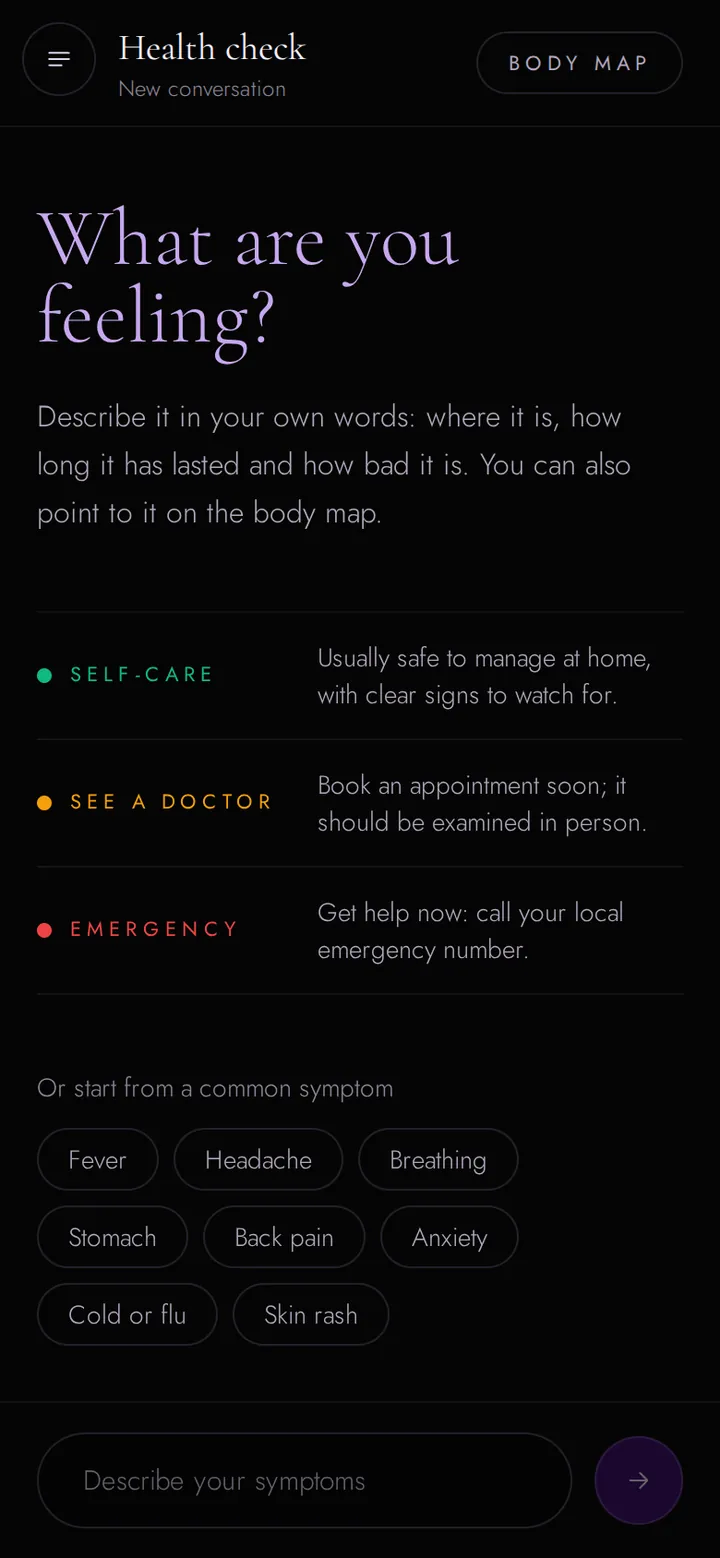 Health check
New conversation
BODY MAP
What are you
feeling?
Describe it in your own words: where it is, how
long it has lasted and how bad it is. You can also
point to it on the body map.
SELF-CARE
Usually safe to manage at home,
with clear signs to watch for.
SEE A DOCTOR
Book an appointment soon; it
should be examined in person.
EMERGENCY
Get help now: call your local
emergency number.
Or start from a common symptom
Fever
Headache
Breathing
Stomach
Back pain
Anxiety
Cold or flu
Skin rash
Describe your symptoms